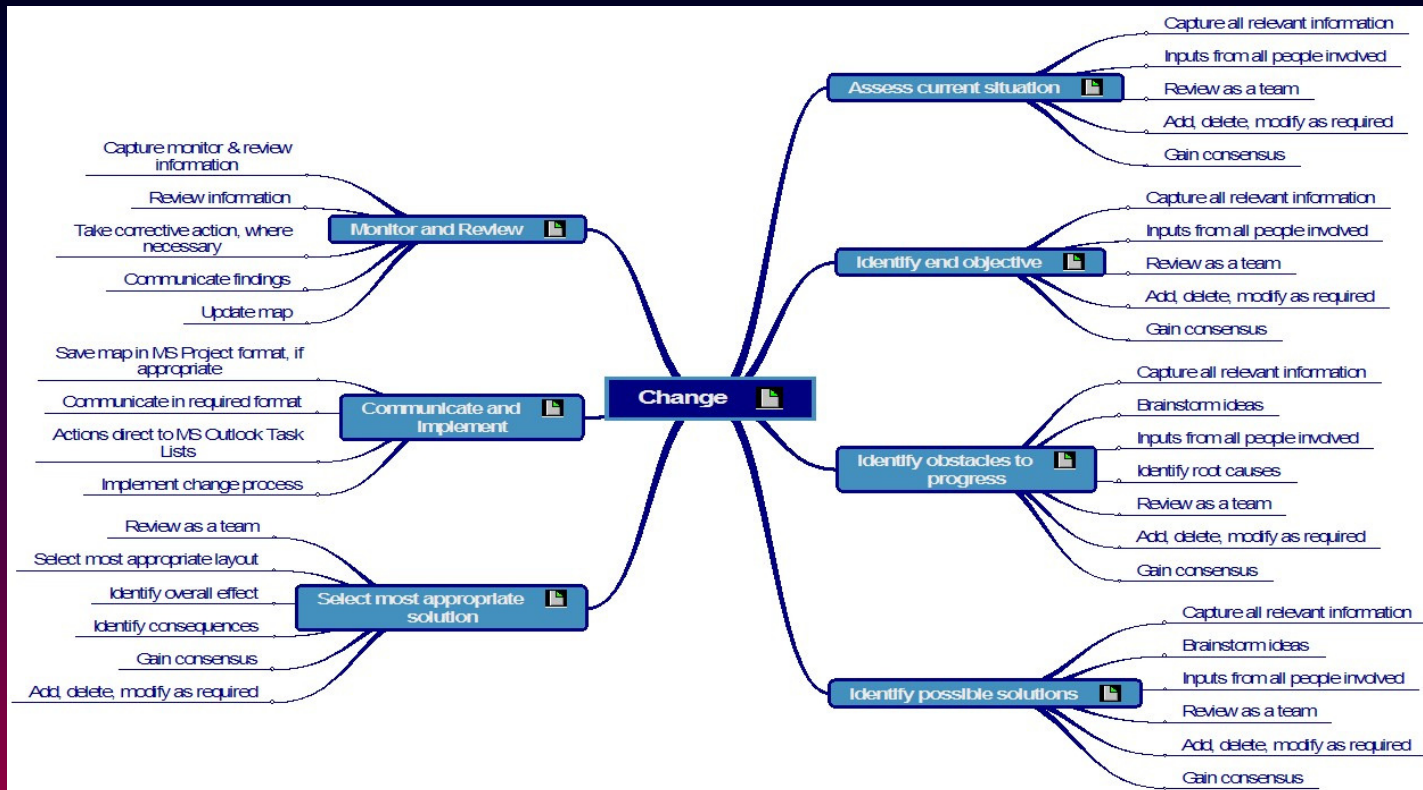 Change
Assess current situation
Capture all relevant information
Inputs from all people involved
Review as a team
Add, delete, modify as required
Gain consensus
Identify end objective
Capture all relevant information
Inputs from all people involved
Review as a team
Add, delete, modify as required
Gain consensus
Identify obstacles to
progress
Capture all relevant information
Brainstorm ideas
Inputs from all people involved
Identify root causes
Review as a team
Add, delete, modify as required
Gain consensus
Identify possible solutions
Capture all relevant information
Brainstorm ideas
Inputs from all people involved
Review as a team
Add, delete, modify as required
Gain consensus
Select most appropriate
solution
Review as a team
Select most appropriate layout
Identify overall effect
Identify consequences
Gain consensus
Add, delete, modify as required
Communicate and
Implement
Save map in MS Project format, if
appropriate
Communicate in required format
Actions direct to MS Outlook Task
Lists
Implement change process
Monitor and Review
Capture monitor & review
information
Review information
Take corrective action, where
necessary
Communicate findings
Update map